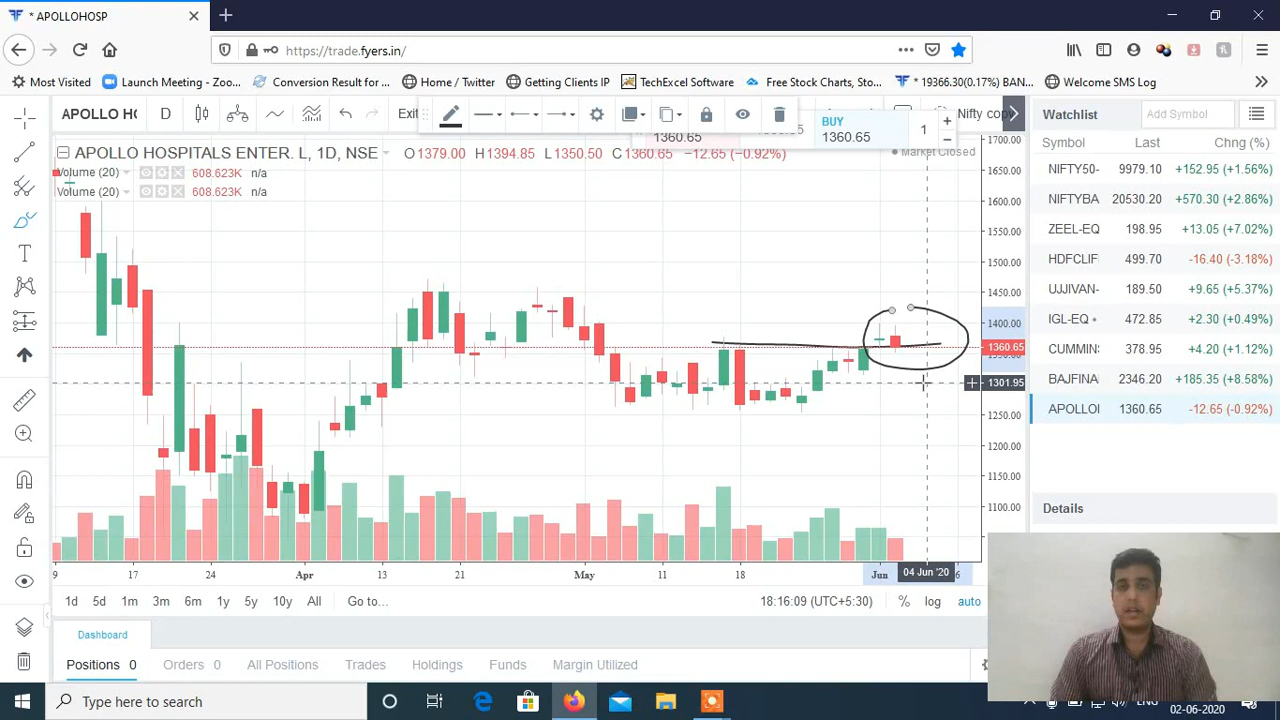 * APOLLOHOSP
https://trade.fyers.in/
Most Visited
Launch Meeting - Zoo...
Conversion Result for ...
Home / Twitter
Getting Clients IP
TechExcel Software
Free Stock Charts, Sto...
* 19366.30(0.17%) BAN...
Welcome SMS Log
APOLLO HO
D
BUY
1360.65
1360.65
1
Nifty cop
Market Closed
APOLLO HOSPITALS ENTER. L, 1D, NSE
O1379.00 H1394.85 L1350.50 C1360.65 −12.65 (−0.92%)
Volume (20) 608.623K n/a
Volume (20) 608.623K n/a
1700.00
1650.00
1600.00
1550.00
1500.00
1450.00
1400.00
1360.65
1301.95
1250.00
1200.00
1150.00
1100.00
9 17 24 Apr 13 21 May 11 18 Jun 04 Jun '20 6
1d 5d 1m 3m 6m 1y 5y 10y All Go to...
18:16:09 (UTC+5:30) % log auto
Dashboard
Positions 0 Orders 0 All Positions Trades Holdings Funds Margin Utilized
Watchlist Add Symbol
Symbol Last Chng (%)
NIFTY50- 9979.10 +152.95 (+1.56%)
NIFTYBA 20530.20 +570.30 (+2.86%)
ZEEL-EQ 198.95 +13.05 (+7.02%)
HDFCLIF 499.70 -16.40 (-3.18%)
UJJIVAN- 189.50 +9.65 (+5.37%)
IGL-EQ 472.85 +2.30 (+0.49%)
CUMMIN 378.95 +4.20 (+1.12%)
BAJFINA 2346.20 +185.35 (+8.58%)
APOLLOI 1360.65 -12.65 (-0.92%)
Details
Type here to search
02-06-2020